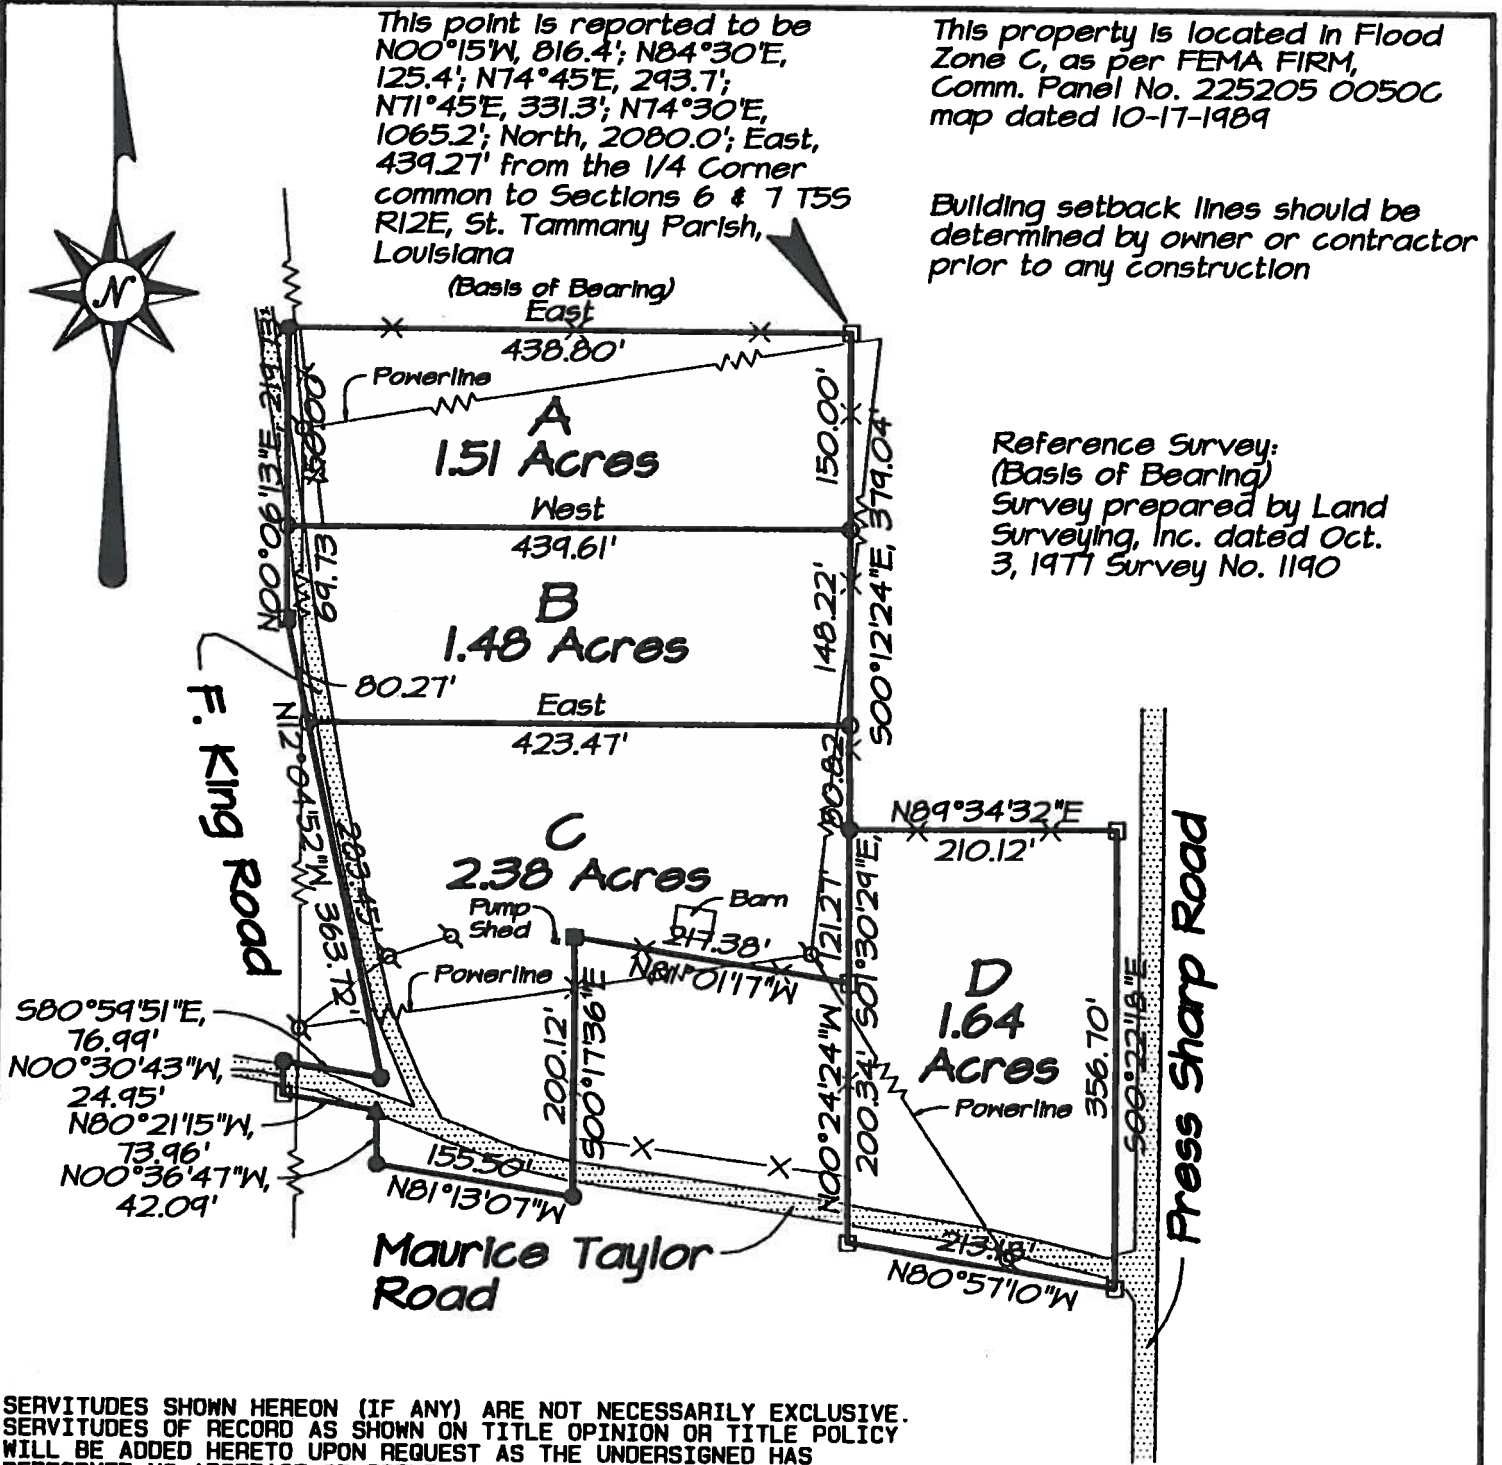 This point is reported to be
N00°15'W, 816.4'; N84°30'E,
125.4'; N74°45'E, 293.7';
N71°45'E, 331.3'; N74°30'E,
1065.2'; North, 2080.0'; East,
439.27' from the 1/4 Corner
common to Sections 6 & 7 T5S
R12E, St. Tammany Parish,
Louisiana
(Basis of Bearing)
This property is located in Flood
Zone C, as per FEMA FIRM,
Comm. Panel No. 225205 0050C
map dated 10-17-1989
Building setback lines should be
determined by owner or contractor
prior to any construction
Reference Survey:
(Basis of Bearing)
Survey prepared by Land
Surveying, Inc. dated Oct.
3, 1977 Survey No. 1190
N
East
438.80'
Powerline
A
1.51 Acres
150.00'
150.00'
N00°06'13"E
S00°12'24"E, 379.04'
West
439.61'
69.73
B
1.48 Acres
148.22'
80.27'
East
423.47'
F. King Road
N12°04'52"W 363.72'
283.45'
80.82
C
2.38 Acres
Pump
Shed
Barn
217.38'
01'17"W
121.27'
S01°30'29"E,
Powerline
N89°34'32"E
210.12'
D
1.64
Acres
356.70'
S00°22'18"E
Press Sharp Road
Powerline
S80°59'51"E,
76.99'
N00°30'43"W,
24.95'
N80°21'15"W,
73.96'
N00°36'47"W,
42.09'
200.12'
S00°17'36"E
N00°24'24"W
200.34'
155.50'
N81°13'07"W
213.18'
N80°57'10"W
Maurice Taylor
Road
SERVITUDES SHOWN HEREON (IF ANY) ARE NOT NECESSARILY EXCLUSIVE.
SERVITUDES OF RECORD AS SHOWN ON TITLE OPINION OR TITLE POLICY
WILL BE ADDED HERETO UPON REQUEST AS THE UNDERSIGNED HAS